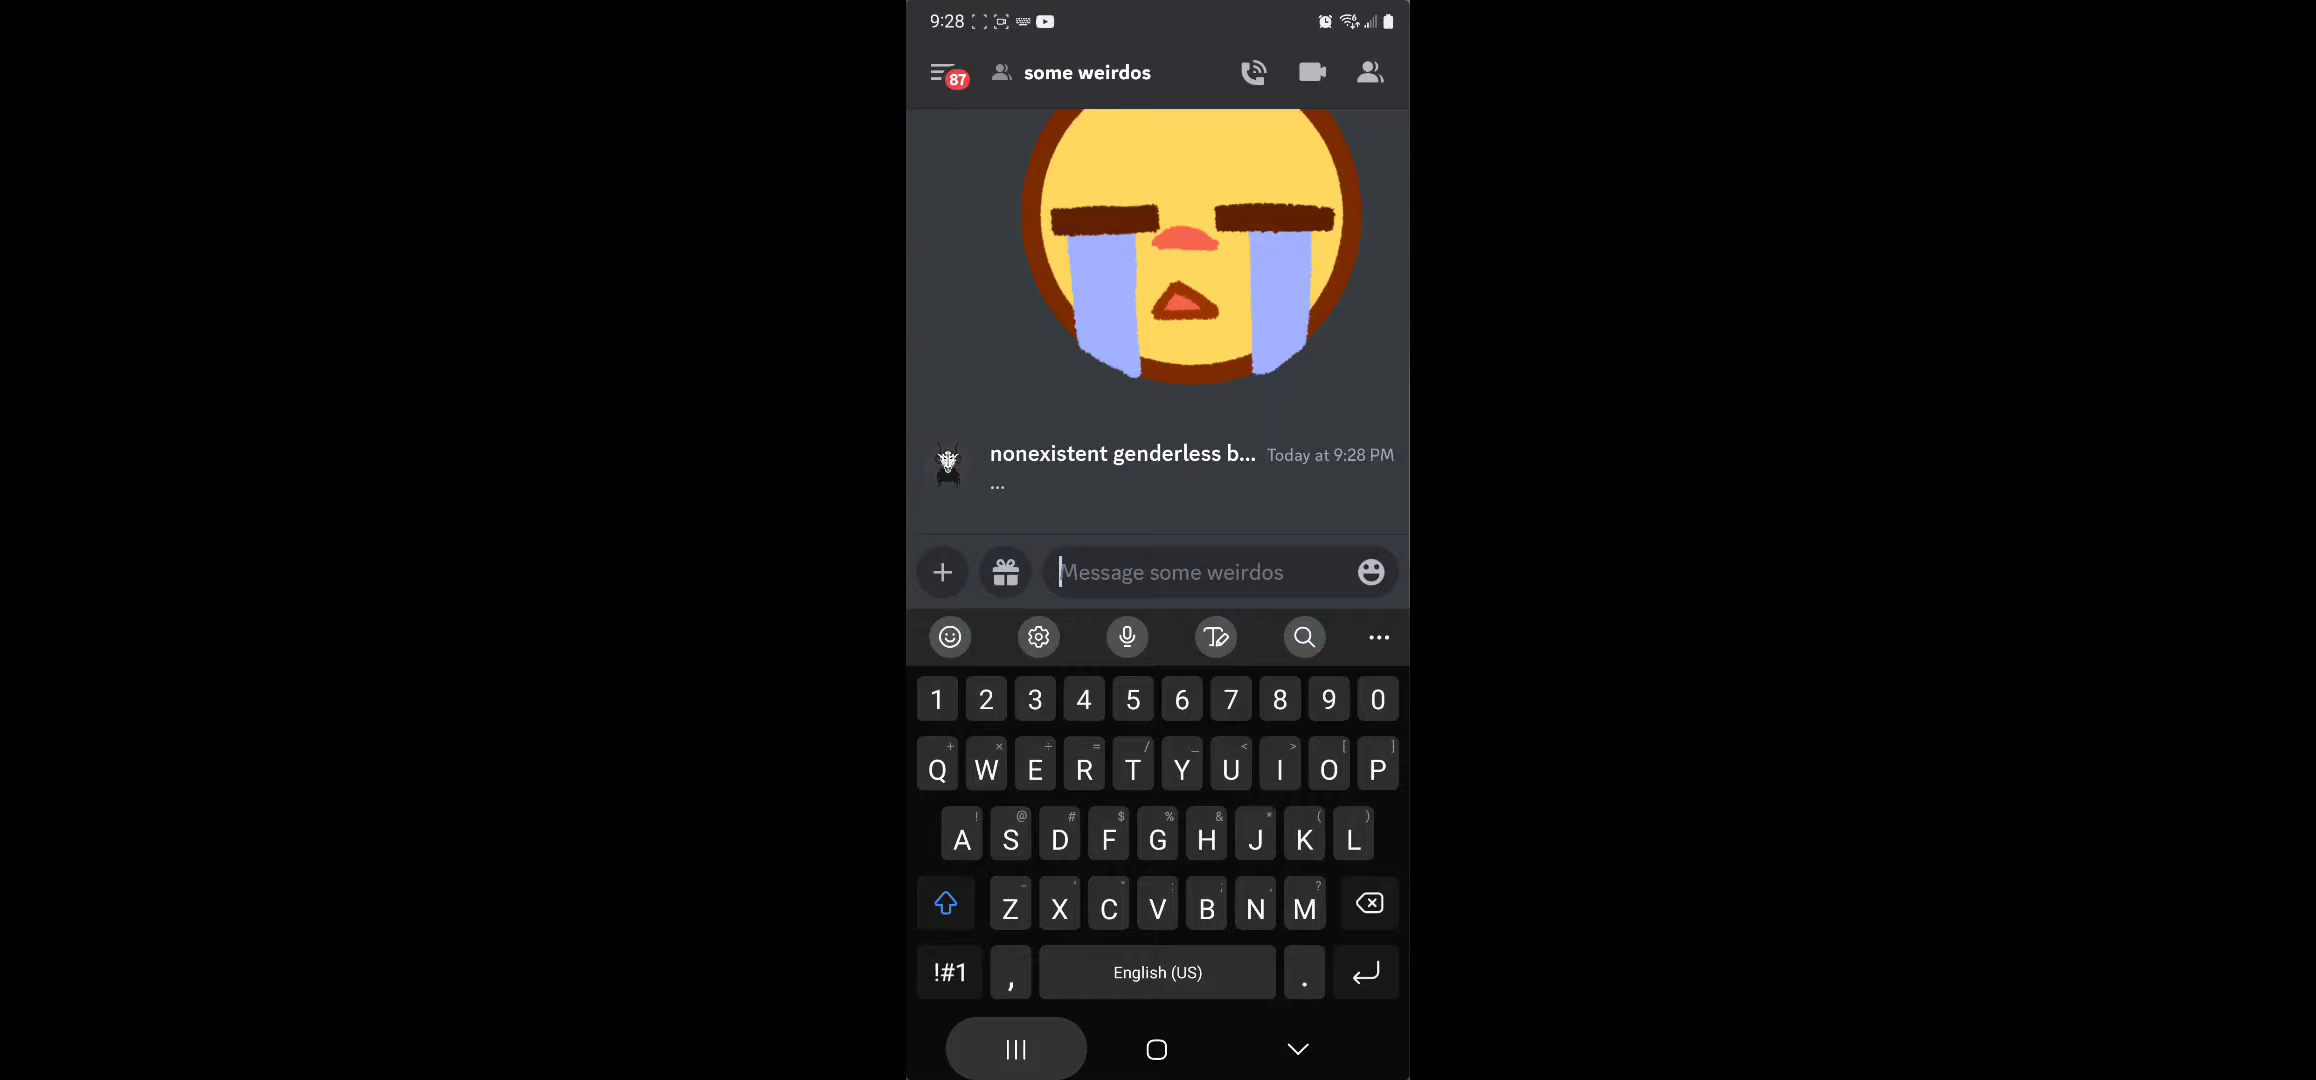 9:28
87 some weirdos
nonexistent genderless b... Today at 9:28 PM
...
Message some weirdos
1 2 3 4 5 6 7 8 9 0
+ × ÷ = / _ < > [ ]
Q W E R T Y U I O P
! @ # $ % & * ( )
A S D F G H J K L
- ' " : ; , ?
Z X C V B N M
!#1 , English (US) .